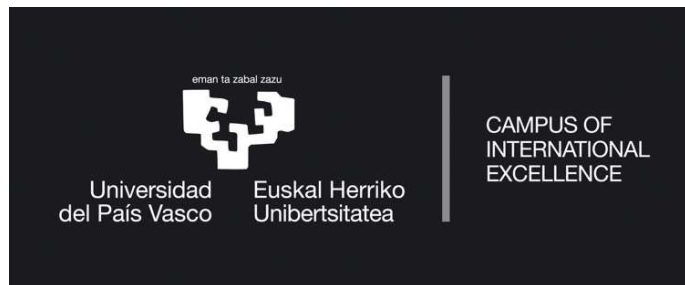 eman ta zabal zazu
Universidad
del País Vasco
Euskal Herriko
Unibertsitatea
CAMPUS OF
INTERNATIONAL
EXCELLENCE